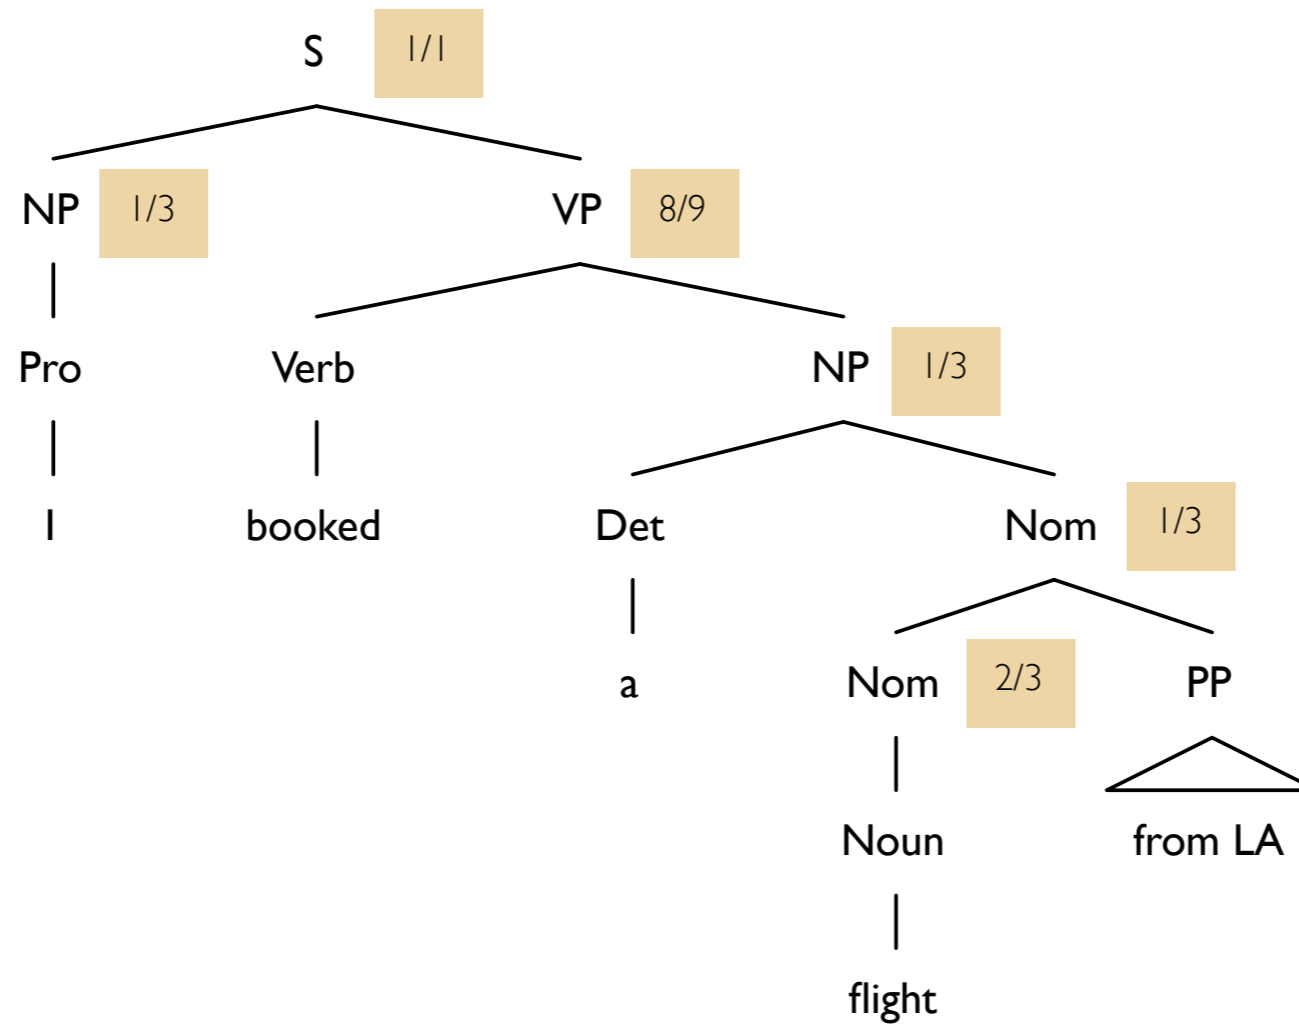 S 1/1
NP 1/3 VP 8/9
Pro Verb NP 1/3
I booked Det Nom 1/3
a Nom 2/3 PP
Noun from LA
flight